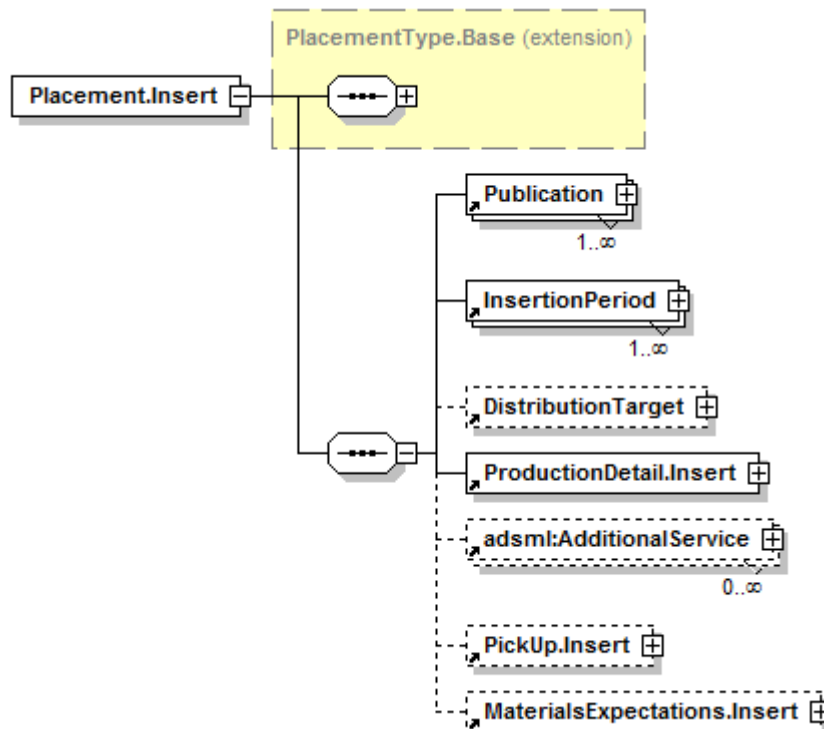 PlacementType.Base (extension)
Placement.Insert
Publication
1..∞
InsertionPeriod
1..∞
DistributionTarget
ProductionDetail.Insert
adsml:AdditionalService
0..∞
PickUp.Insert
MaterialsExpectations.Insert